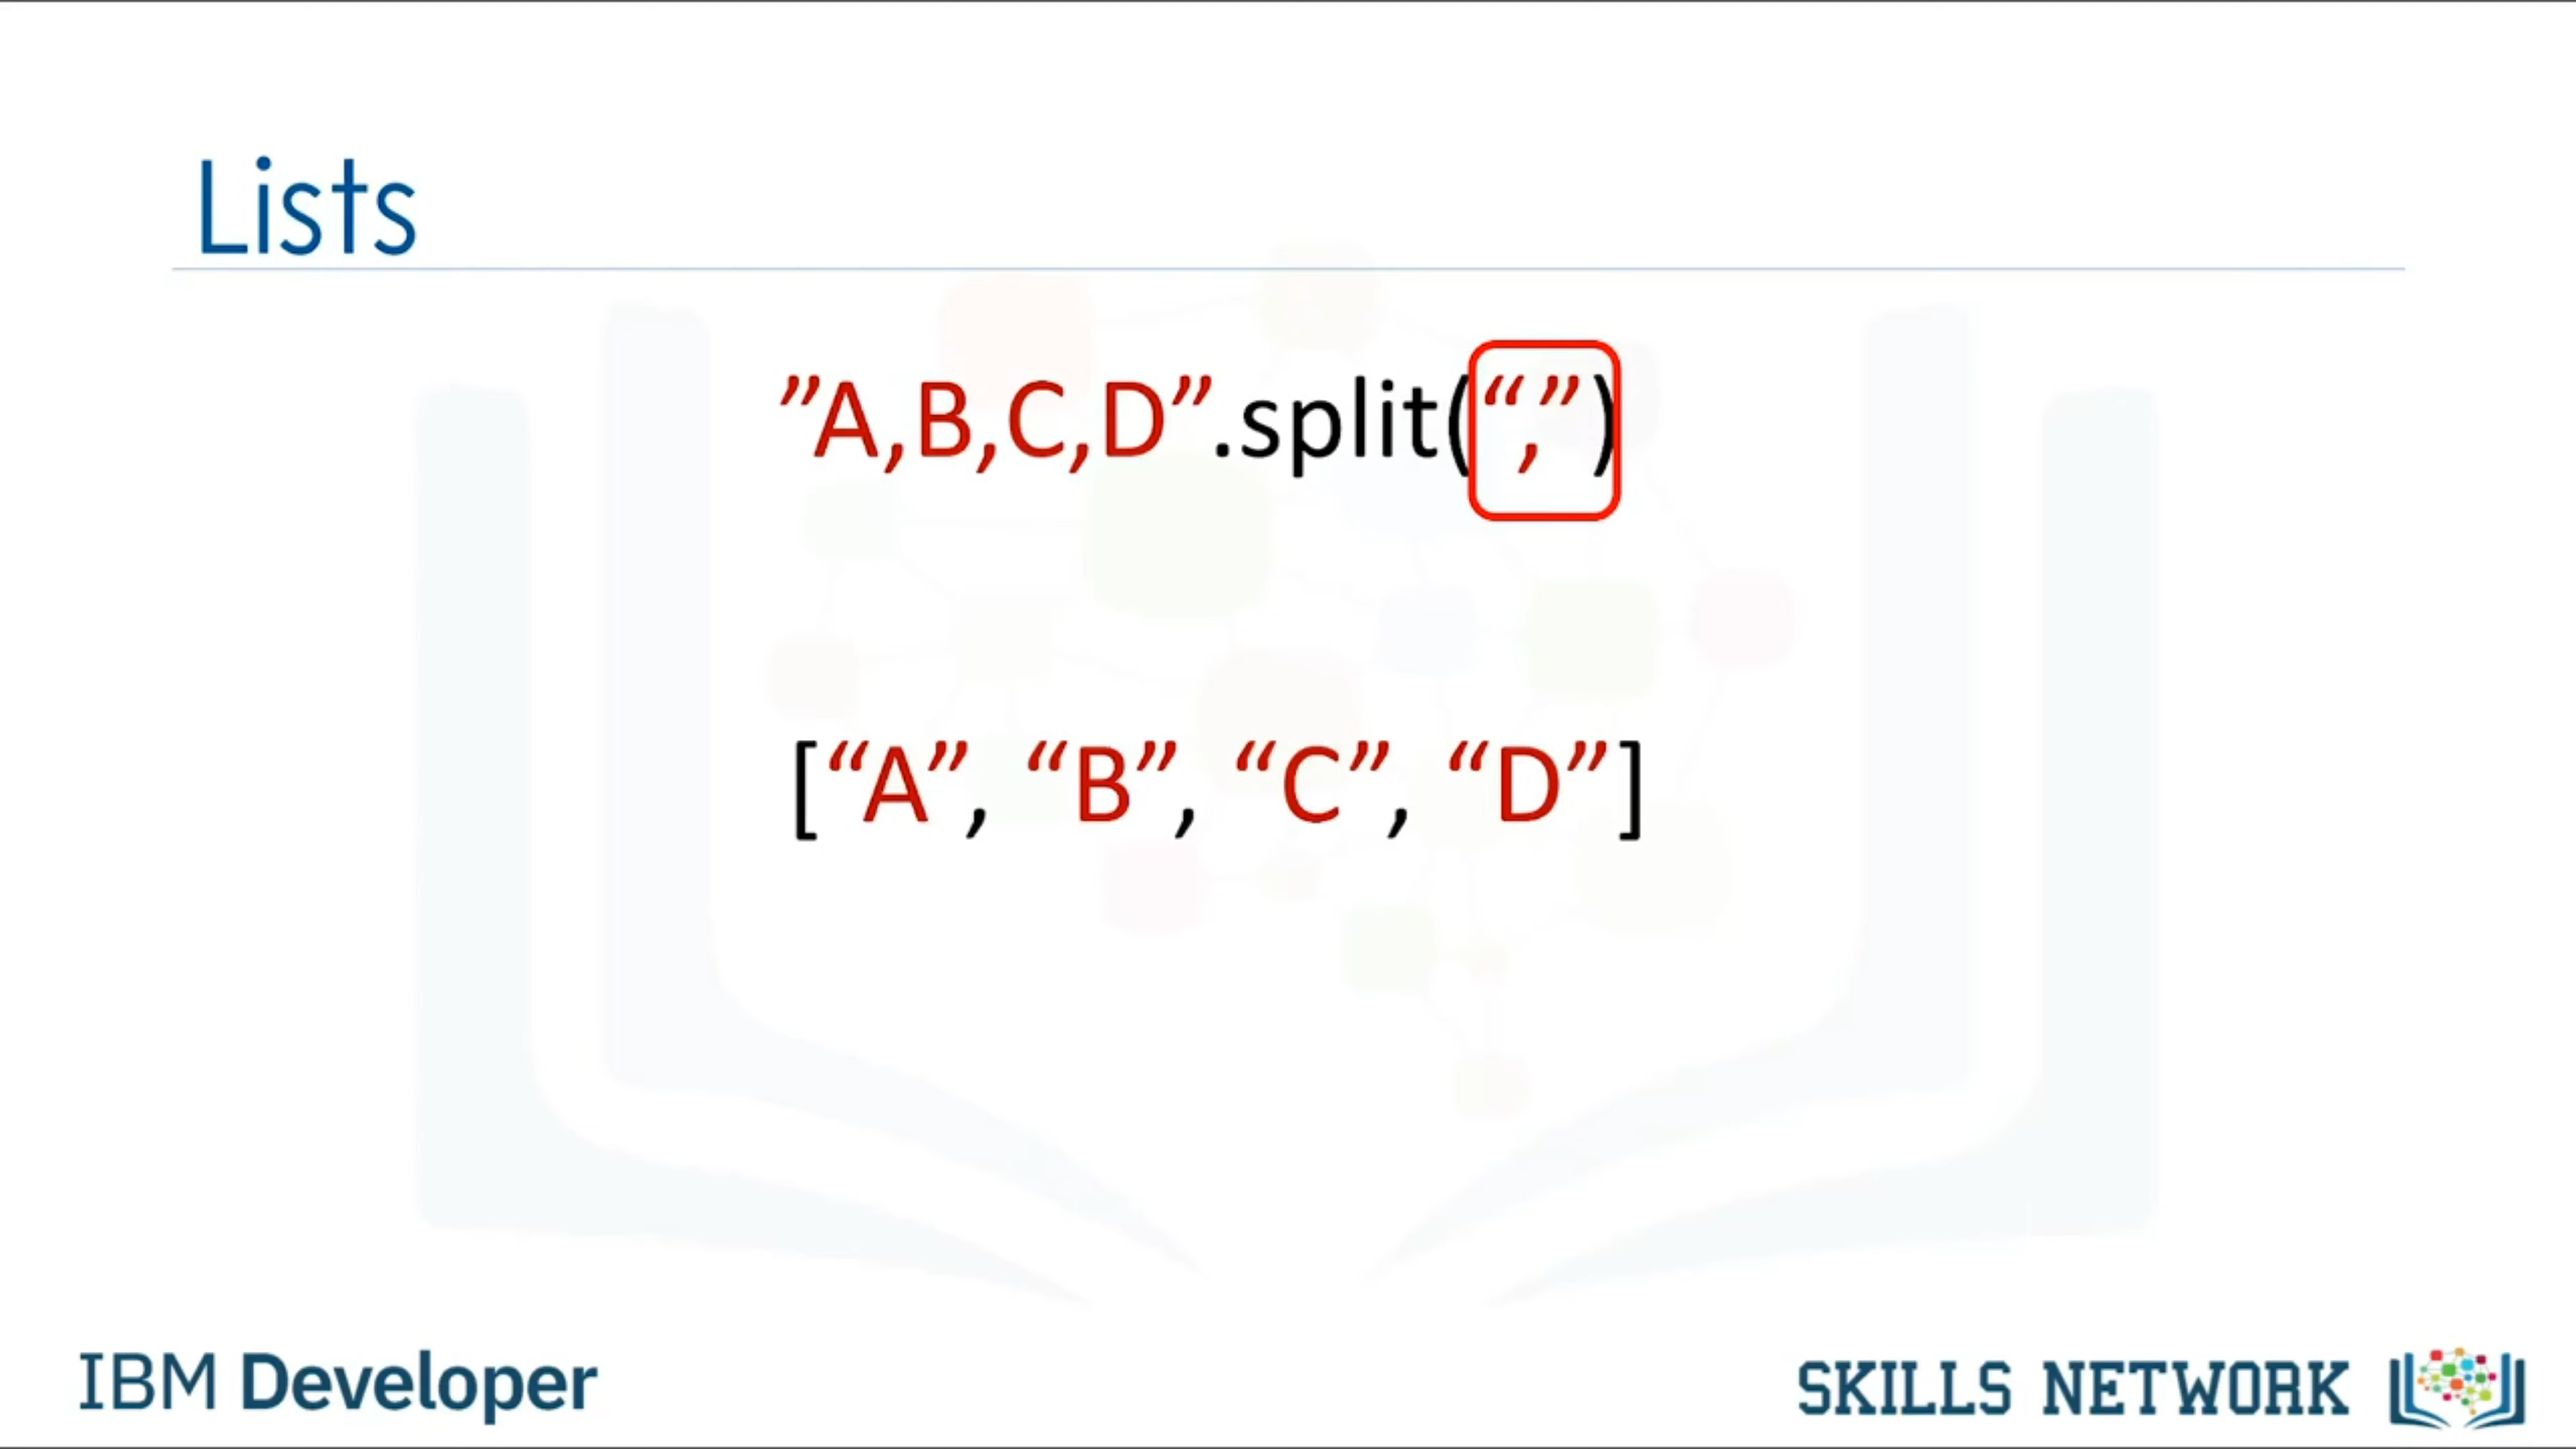 Lists
”A,B,C,D”.split(“,”)
[“A”, “B”, “C”, “D”]
IBM Developer
SKILLS NETWORK